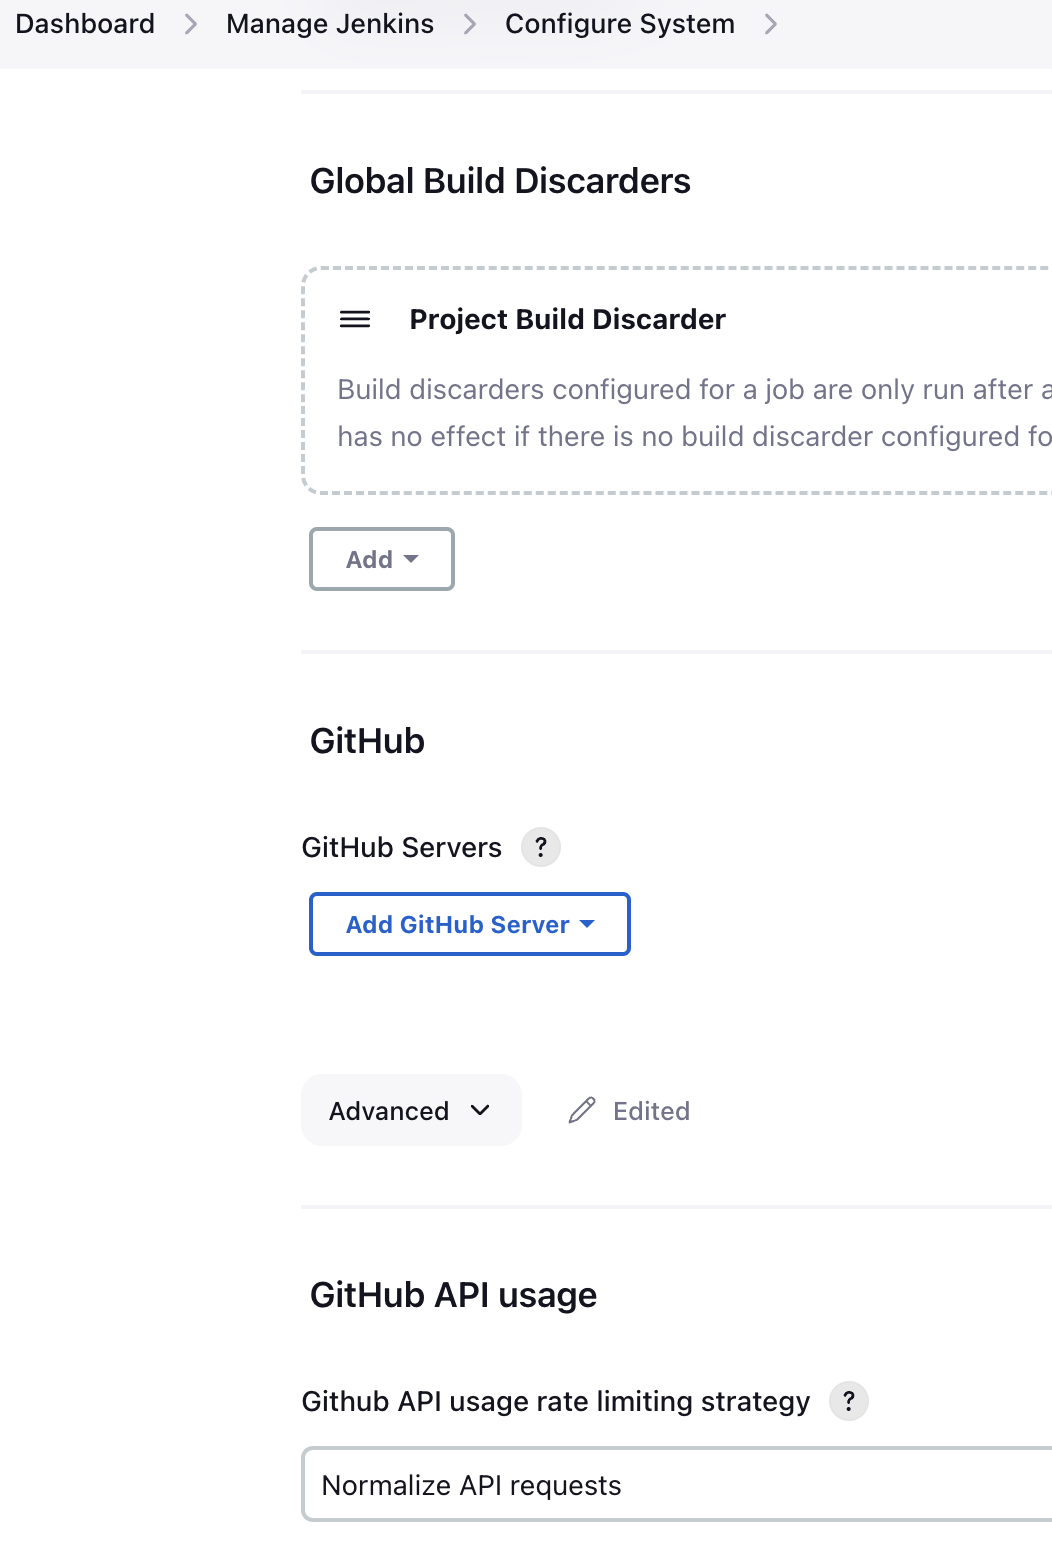 Dashboard > Manage Jenkins > Configure System >
Global Build Discarders
Project Build Discarder
Build discarders configured for a job are only run after a
has no effect if there is no build discarder configured fo
Add
GitHub
GitHub Servers ?
Add GitHub Server
Advanced Edited
GitHub API usage
Github API usage rate limiting strategy ?
Normalize API requests